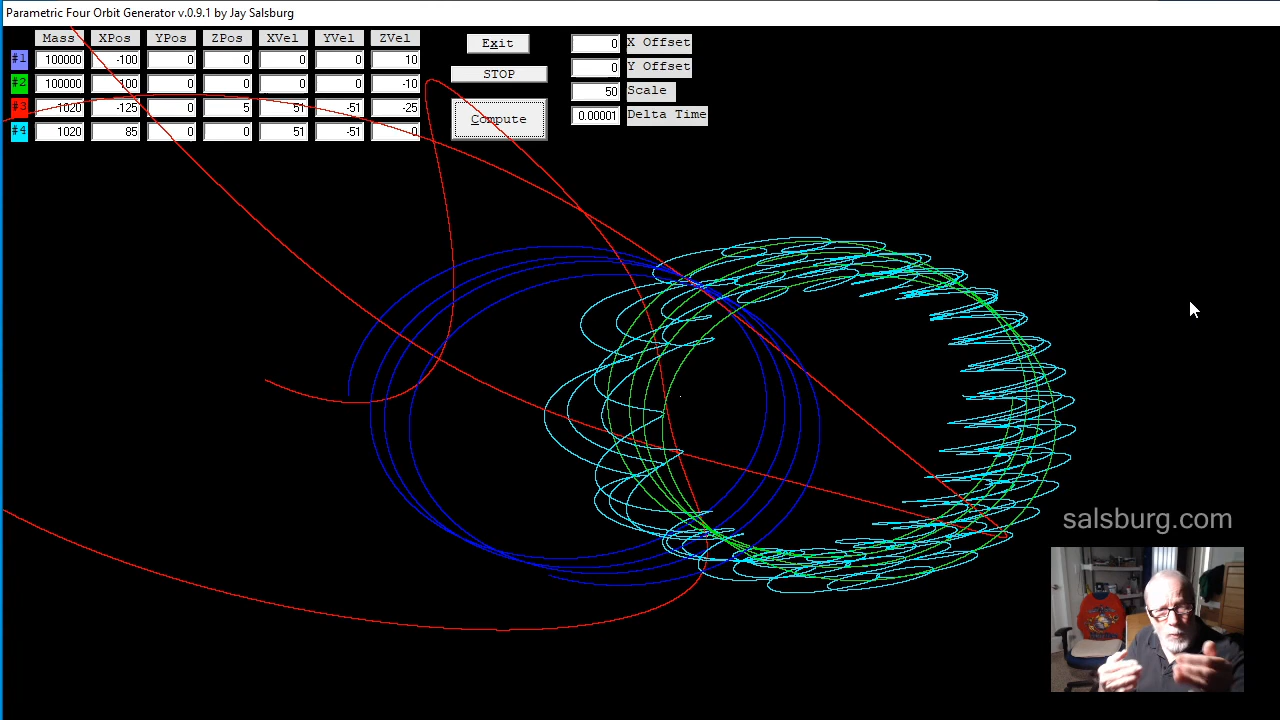 Parametric Four Orbit Generator v.0.9.1 by Jay Salsburg
Mass XPos YPos ZPos XVel YVel ZVel
#1 100000 -100 0 0 0 0 10
#2 100000 100 0 0 0 0 -10
#3 1020 -125 0 5 51 -51 -25
#4 1020 85 0 0 51 -51 0
Exit
STOP
Compute
0 X Offset
0 Y Offset
50 Scale
0.00001 Delta Time
salsburg.com